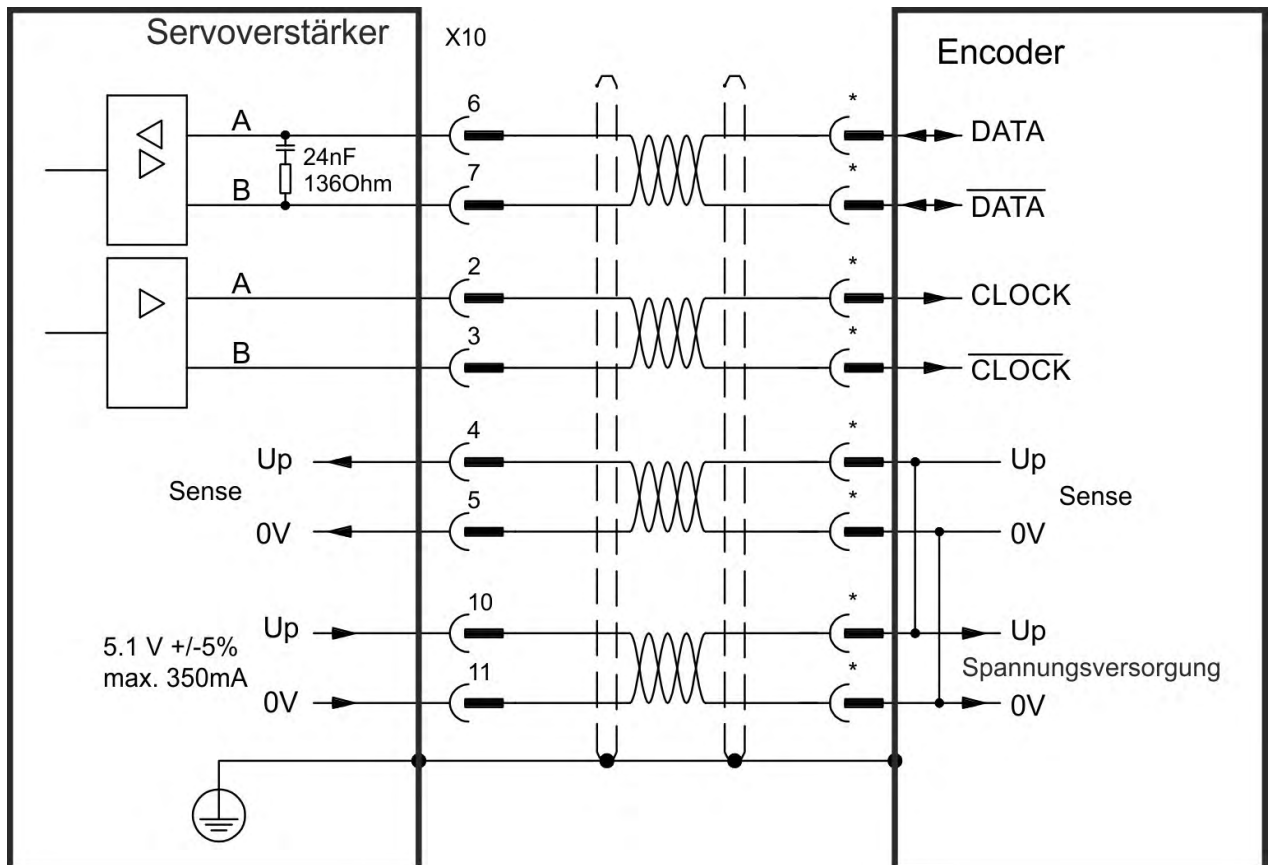 Servoverstärker
X10
Encoder
A
6
*
DATA
24nF
136Ohm
B
7
*
DATA
A
2
*
CLOCK
B
3
*
CLOCK
Up
4
*
Up
Sense
Sense
0V
5
*
0V
Up
10
*
Up
5.1 V +/-5%
max. 350mA
Spannungsversorgung
0V
11
*
0V